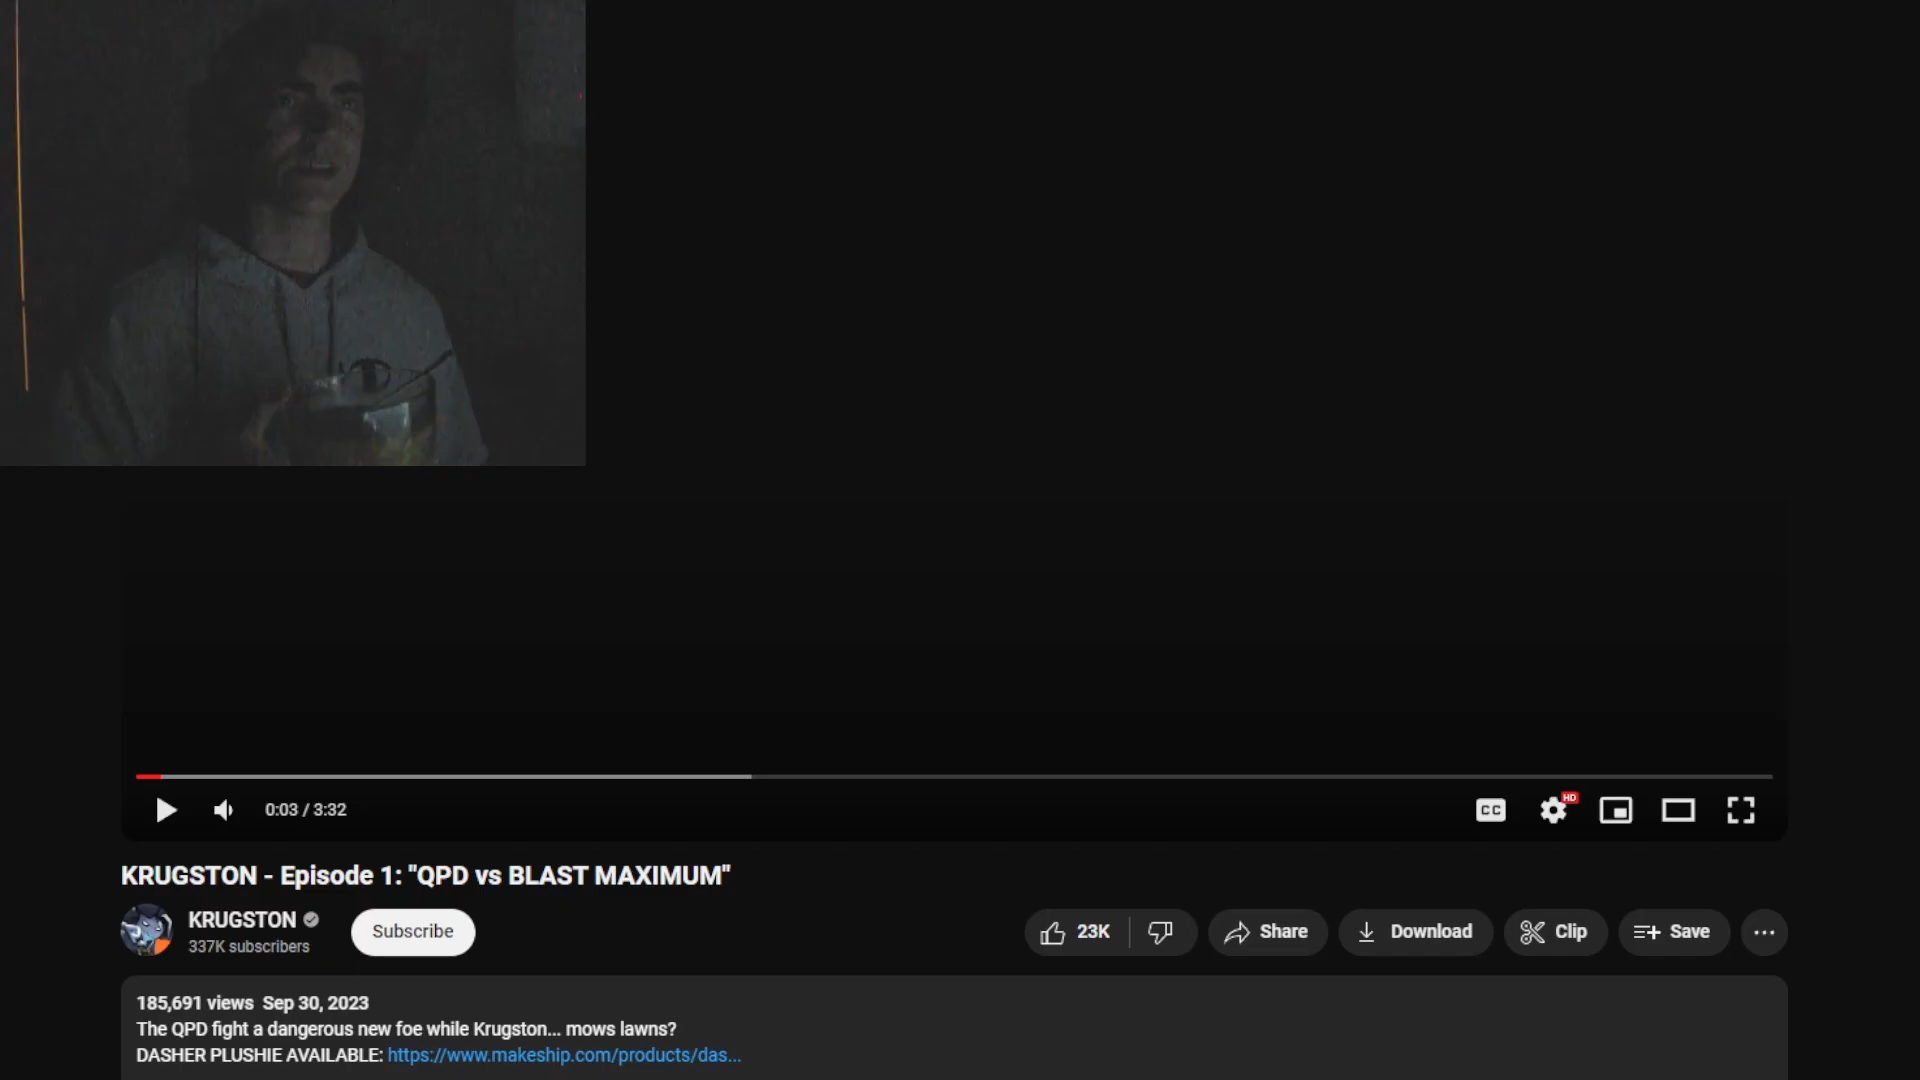 HD
CC
0:03 / 3:32
KRUGSTON - Episode 1: "QPD vs BLAST MAXIMUM"
KRUGSTON
337K subscribers
Subscribe
23K
Share
Download
Clip
Save
185,691 views Sep 30, 2023
The QPD fight a dangerous new foe while Krugston... mows lawns?
DASHER PLUSHIE AVAILABLE: https://www.makeship.com/products/das...